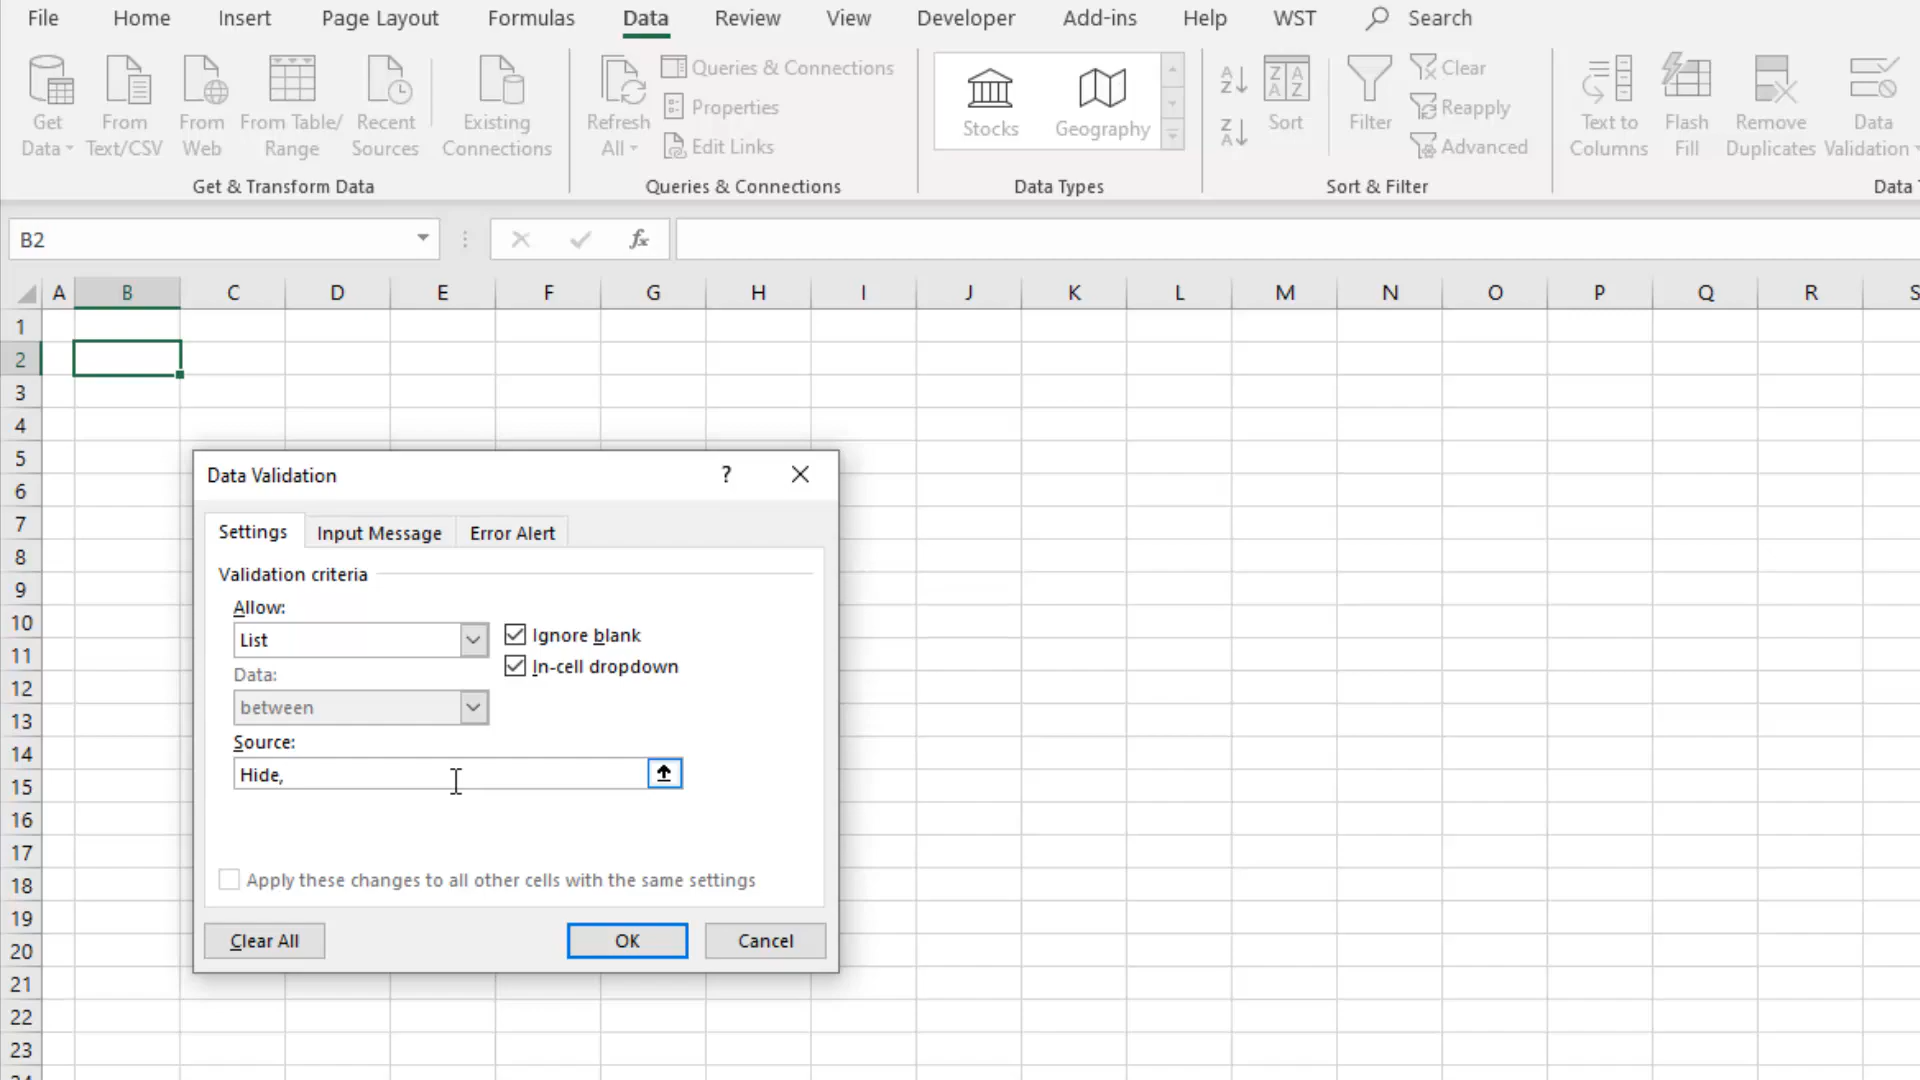 File Home Insert Page Layout Formulas Data Review View Developer Add-ins Help WST Search
Get Data
From Text/CSV
From Web
From Table/ Range
Recent Sources
Existing Connections
Get & Transform Data
Refresh All
Queries & Connections
Properties
Edit Links
Queries & Connections
Stocks
Geography
Data Types
A Z
Z A
Z A A Z
Sort
Filter
Clear
Reapply
Advanced
Sort & Filter
Text to Columns
Flash Fill
Remove Duplicates
Data Validation
Data
B2
fx
A B C D E F G H I J K L M N O P Q R S
1
2
3
4
5
6
7
8
9
10
11
12
13
14
15
16
17
18
19
20
21
22
23
Data Validation ?
Settings Input Message Error Alert
Validation criteria
Allow:
List
Ignore blank
In-cell dropdown
Data:
between
Source:
Hide,
Apply these changes to all other cells with the same settings
Clear All OK Cancel